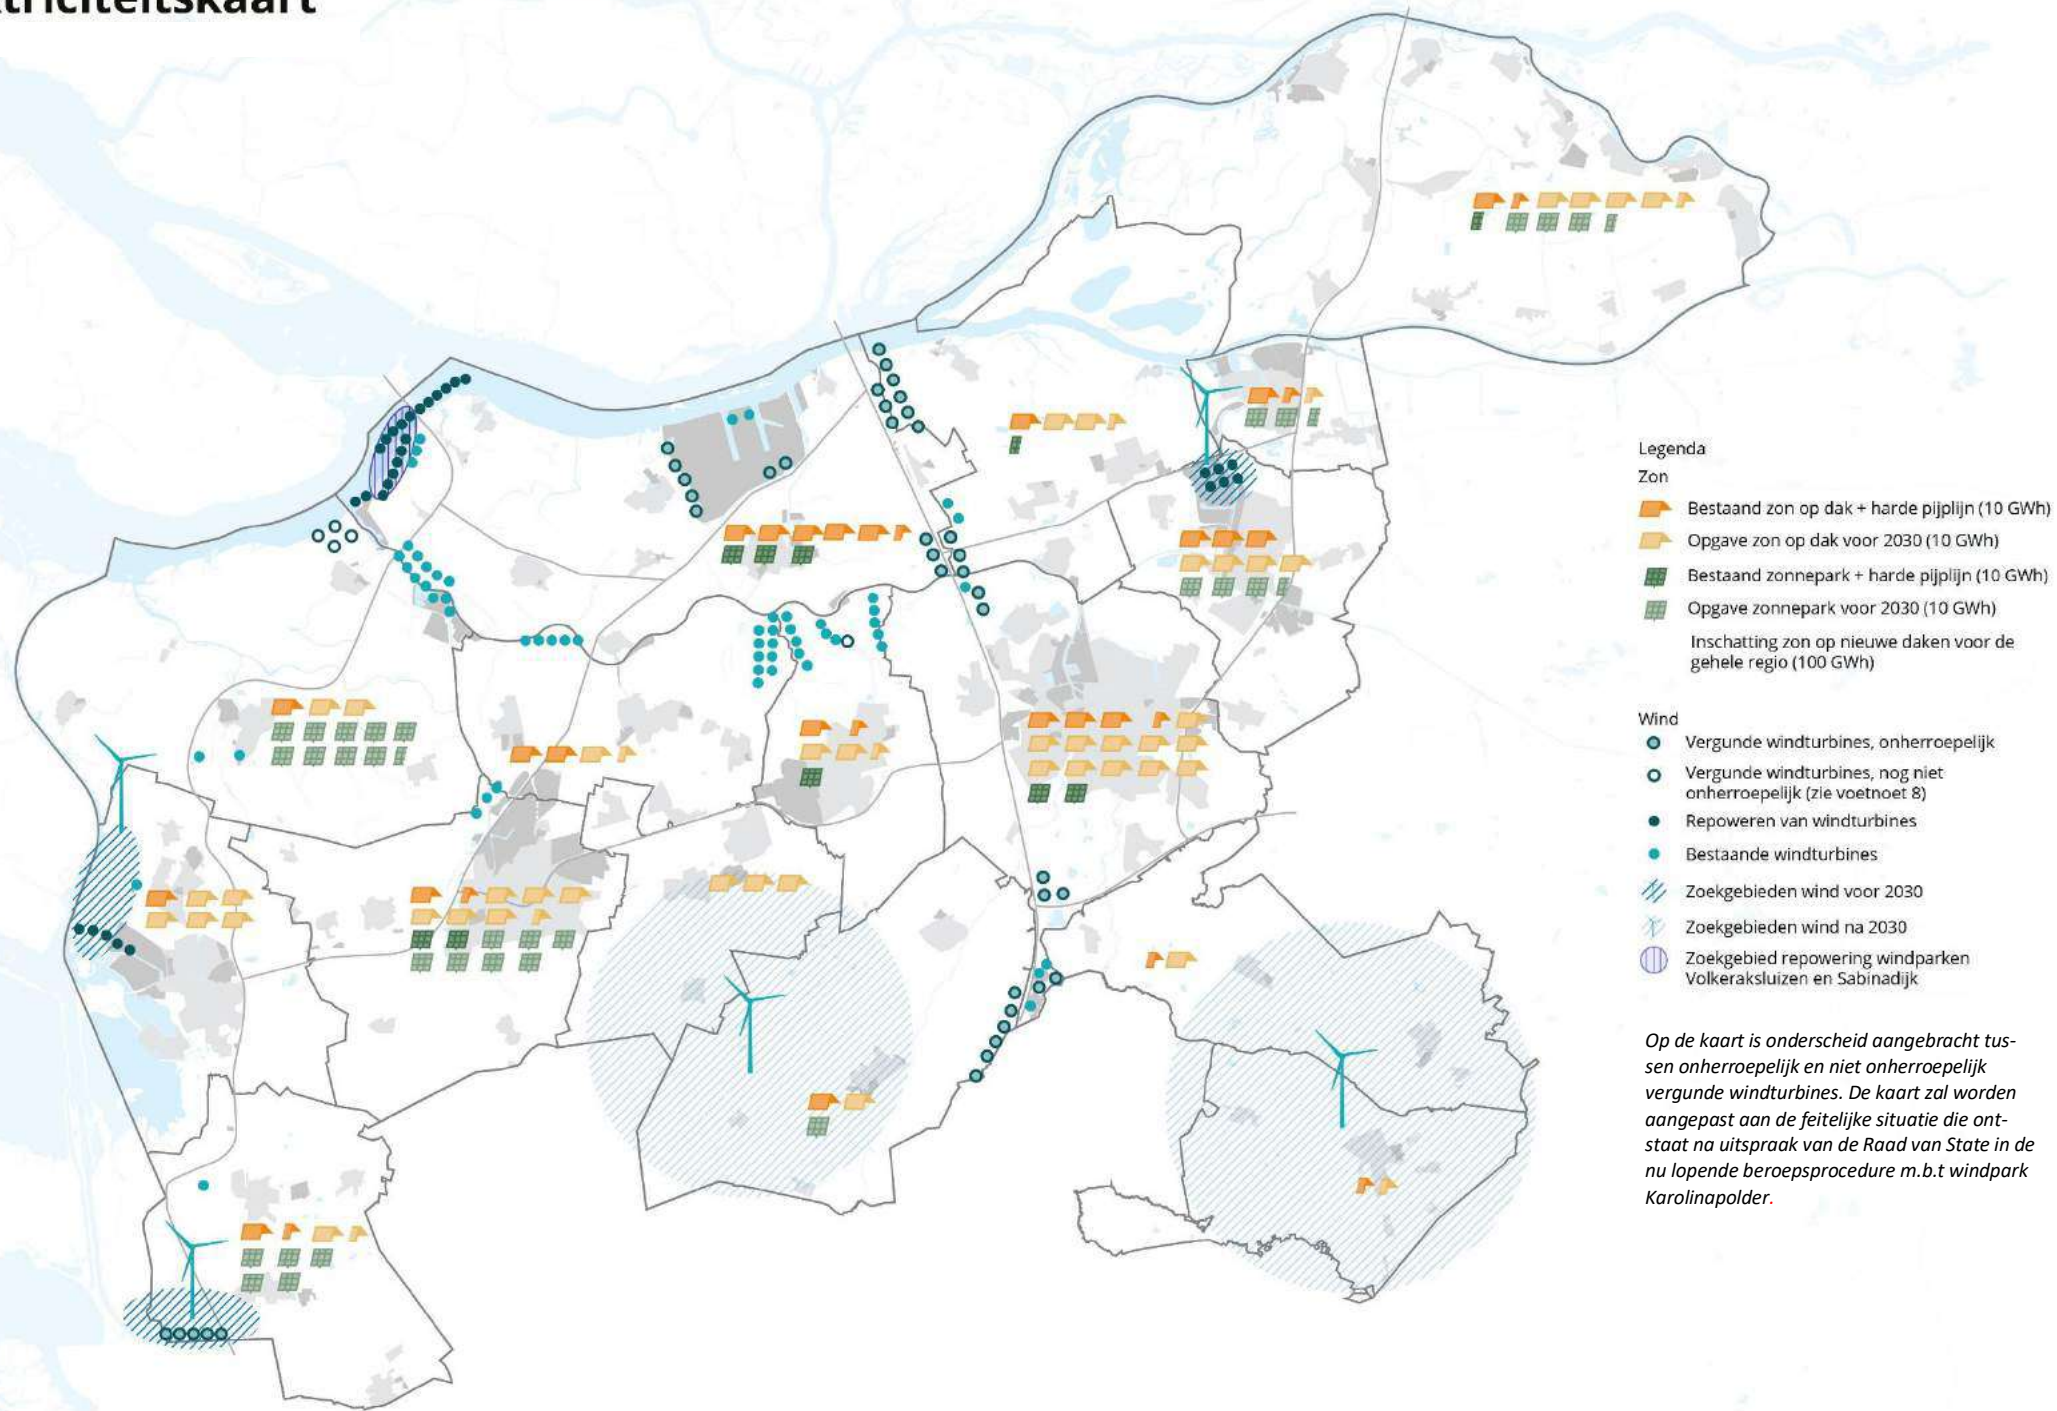 Legenda
Zon
Bestaand zon op dak + harde pijplijn (10 GWh)
Opgave zon op dak voor 2030 (10 GWh)
Bestaand zonnepark + harde pijplijn (10 GWh)
Opgave zonnepark voor 2030 (10 GWh)
Inschatting zon op nieuwe daken voor de
gehele regio (100 GWh)
Wind
Vergunde windturbines, onherroepelijk
Vergunde windturbines, nog niet
onherroepelijk (zie voetnoet 8)
Repoweren van windturbines
Bestaande windturbines
Zoekgebieden wind voor 2030
Zoekgebieden wind na 2030
Zoekgebied repowering windparken
Volkeraksluizen en Sabinadijk
Op de kaart is onderscheid aangebracht tus-
sen onherroepelijk en niet onherroepelijk
vergunde windturbines. De kaart zal worden
aangepast aan de feitelijke situatie die ont-
staat na uitspraak van de Raad van State in de
nu lopende beroepsprocedure m.b.t windpark
Karolinapolder.